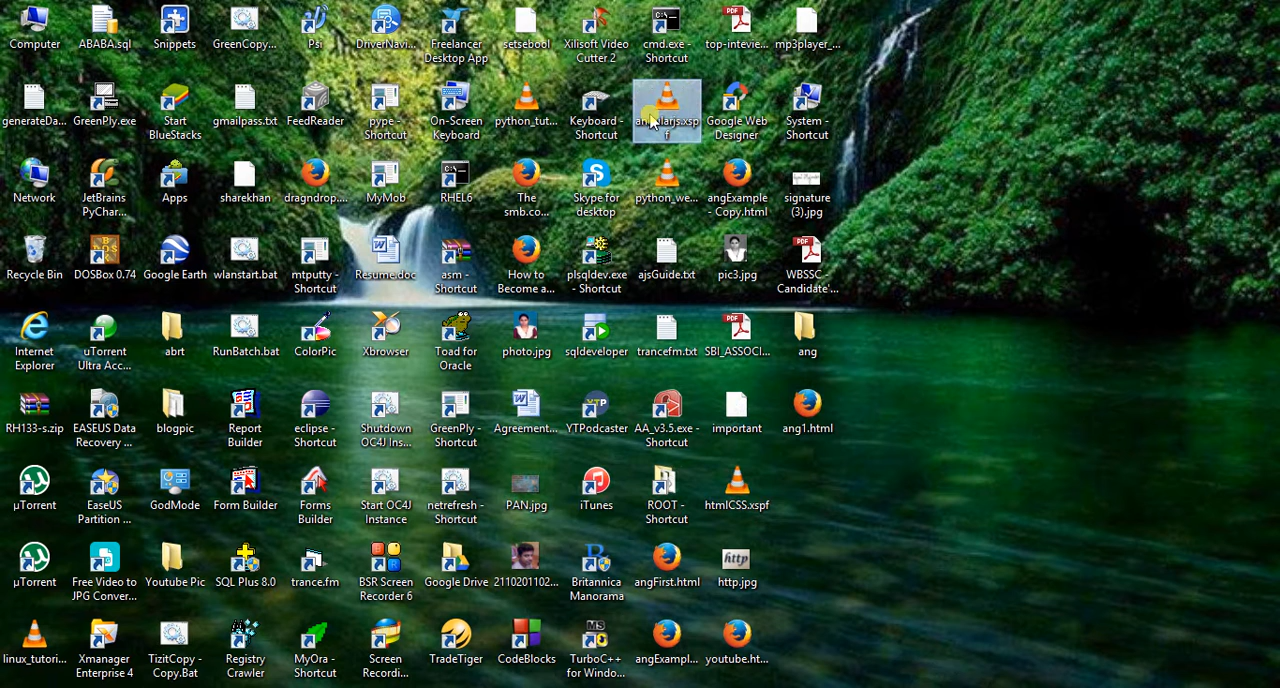 Computer
ABABA.sql
Snippets
GreenCopy...
Psi
DriverNavi...
Freelancer
Desktop App
setsebool
Xilisoft Video
Cutter 2
cmd.exe -
Shortcut
top-intevie...
mp3player_...
generateDa...
GreenPly.exe
Start
BlueStacks
gmailpass.txt
FeedReader
pype -
Shortcut
On-Screen
Keyboard
python_tut...
Keyboard -
Shortcut
angularjs.xsp
f
Google Web
Designer
System -
Shortcut
Network
JetBrains
PyChar...
Apps
sharekhan
dragndrop....
MyMob
RHEL6
The
smb.co...
Skype for
desktop
python_we...
angExample
- Copy.html
signature
(3).jpg
Recycle Bin
DOSBox 0.74
Google Earth
wlanstart.bat
mtputty -
Shortcut
Resume.doc
asm -
Shortcut
How to
Become a...
plsqldev.exe
- Shortcut
ajsGuide.txt
pic3.jpg
WBSSC -
Candidate'...
Internet
Explorer
uTorrent
Ultra Acc...
abrt
RunBatch.bat
ColorPic
Xbrowser
Toad for
Oracle
photo.jpg
sqldeveloper
trancefm.txt
SBI_ASSOCI...
ang
RH133-s.zip
EASEUS Data
Recovery ...
blogpic
Report
Builder
eclipse -
Shortcut
Shutdown
OC4J Ins...
GreenPly -
Shortcut
Agreement...
YTPodcaster
AA_v3.5.exe -
Shortcut
important
ang1.html
µTorrent
EaseUS
Partition ...
GodMode
Form Builder
Forms
Builder
Start OC4J
Instance
netrefresh -
Shortcut
PAN.jpg
iTunes
ROOT -
Shortcut
htmlCSS.xspf
µTorrent
Free Video to
JPG Conver...
Youtube Pic
SQL Plus 8.0
trance.fm
BSR Screen
Recorder 6
Google Drive
2110201102...
Britannica
Manorama
angFirst.html
http.jpg
linux_tutori...
Xmanager
Enterprise 4
TizitCopy -
Copy.Bat
Registry
Crawler
MyOra -
Shortcut
Screen
Recordi...
TradeTiger
CodeBlocks
TurboC++
for Windo...
angExampl...
youtube.ht...